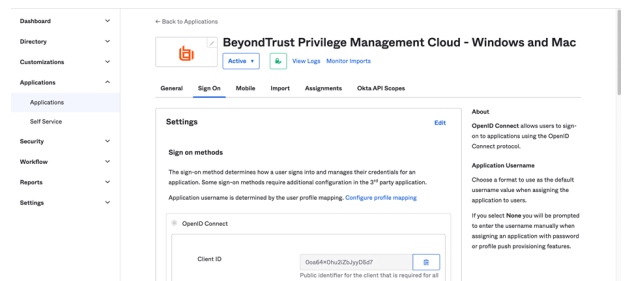 Dashboard
Directory
Customizations
Applications
Applications
Self Service
Security
Workflow
Reports
Settings
← Back to Applications
BeyondTrust Privilege Management Cloud - Windows and Mac
Active ▼
View Logs Monitor Imports
General Sign On Mobile Import Assignments Okta API Scopes
Settings
Edit
Sign on methods
The sign-on method determines how a user signs into and manages their credentials for an
application. Some sign-on methods require additional configuration in the 3rd party application.
Application username is determined by the user profile mapping. Configure profile mapping
OpenID Connect
Client ID
0oa64x0hu2iZbJyyDSd7
Public identifier for the client that is required for all
About
OpenID Connect allows users to sign-
on to applications using the OpenID
Connect protocol.
Application Username
Choose a format to use as the default
username value when assigning the
application to users.
If you select None you will be prompted
to enter the username manually when
assigning an application with password
or profile push provisioning features.